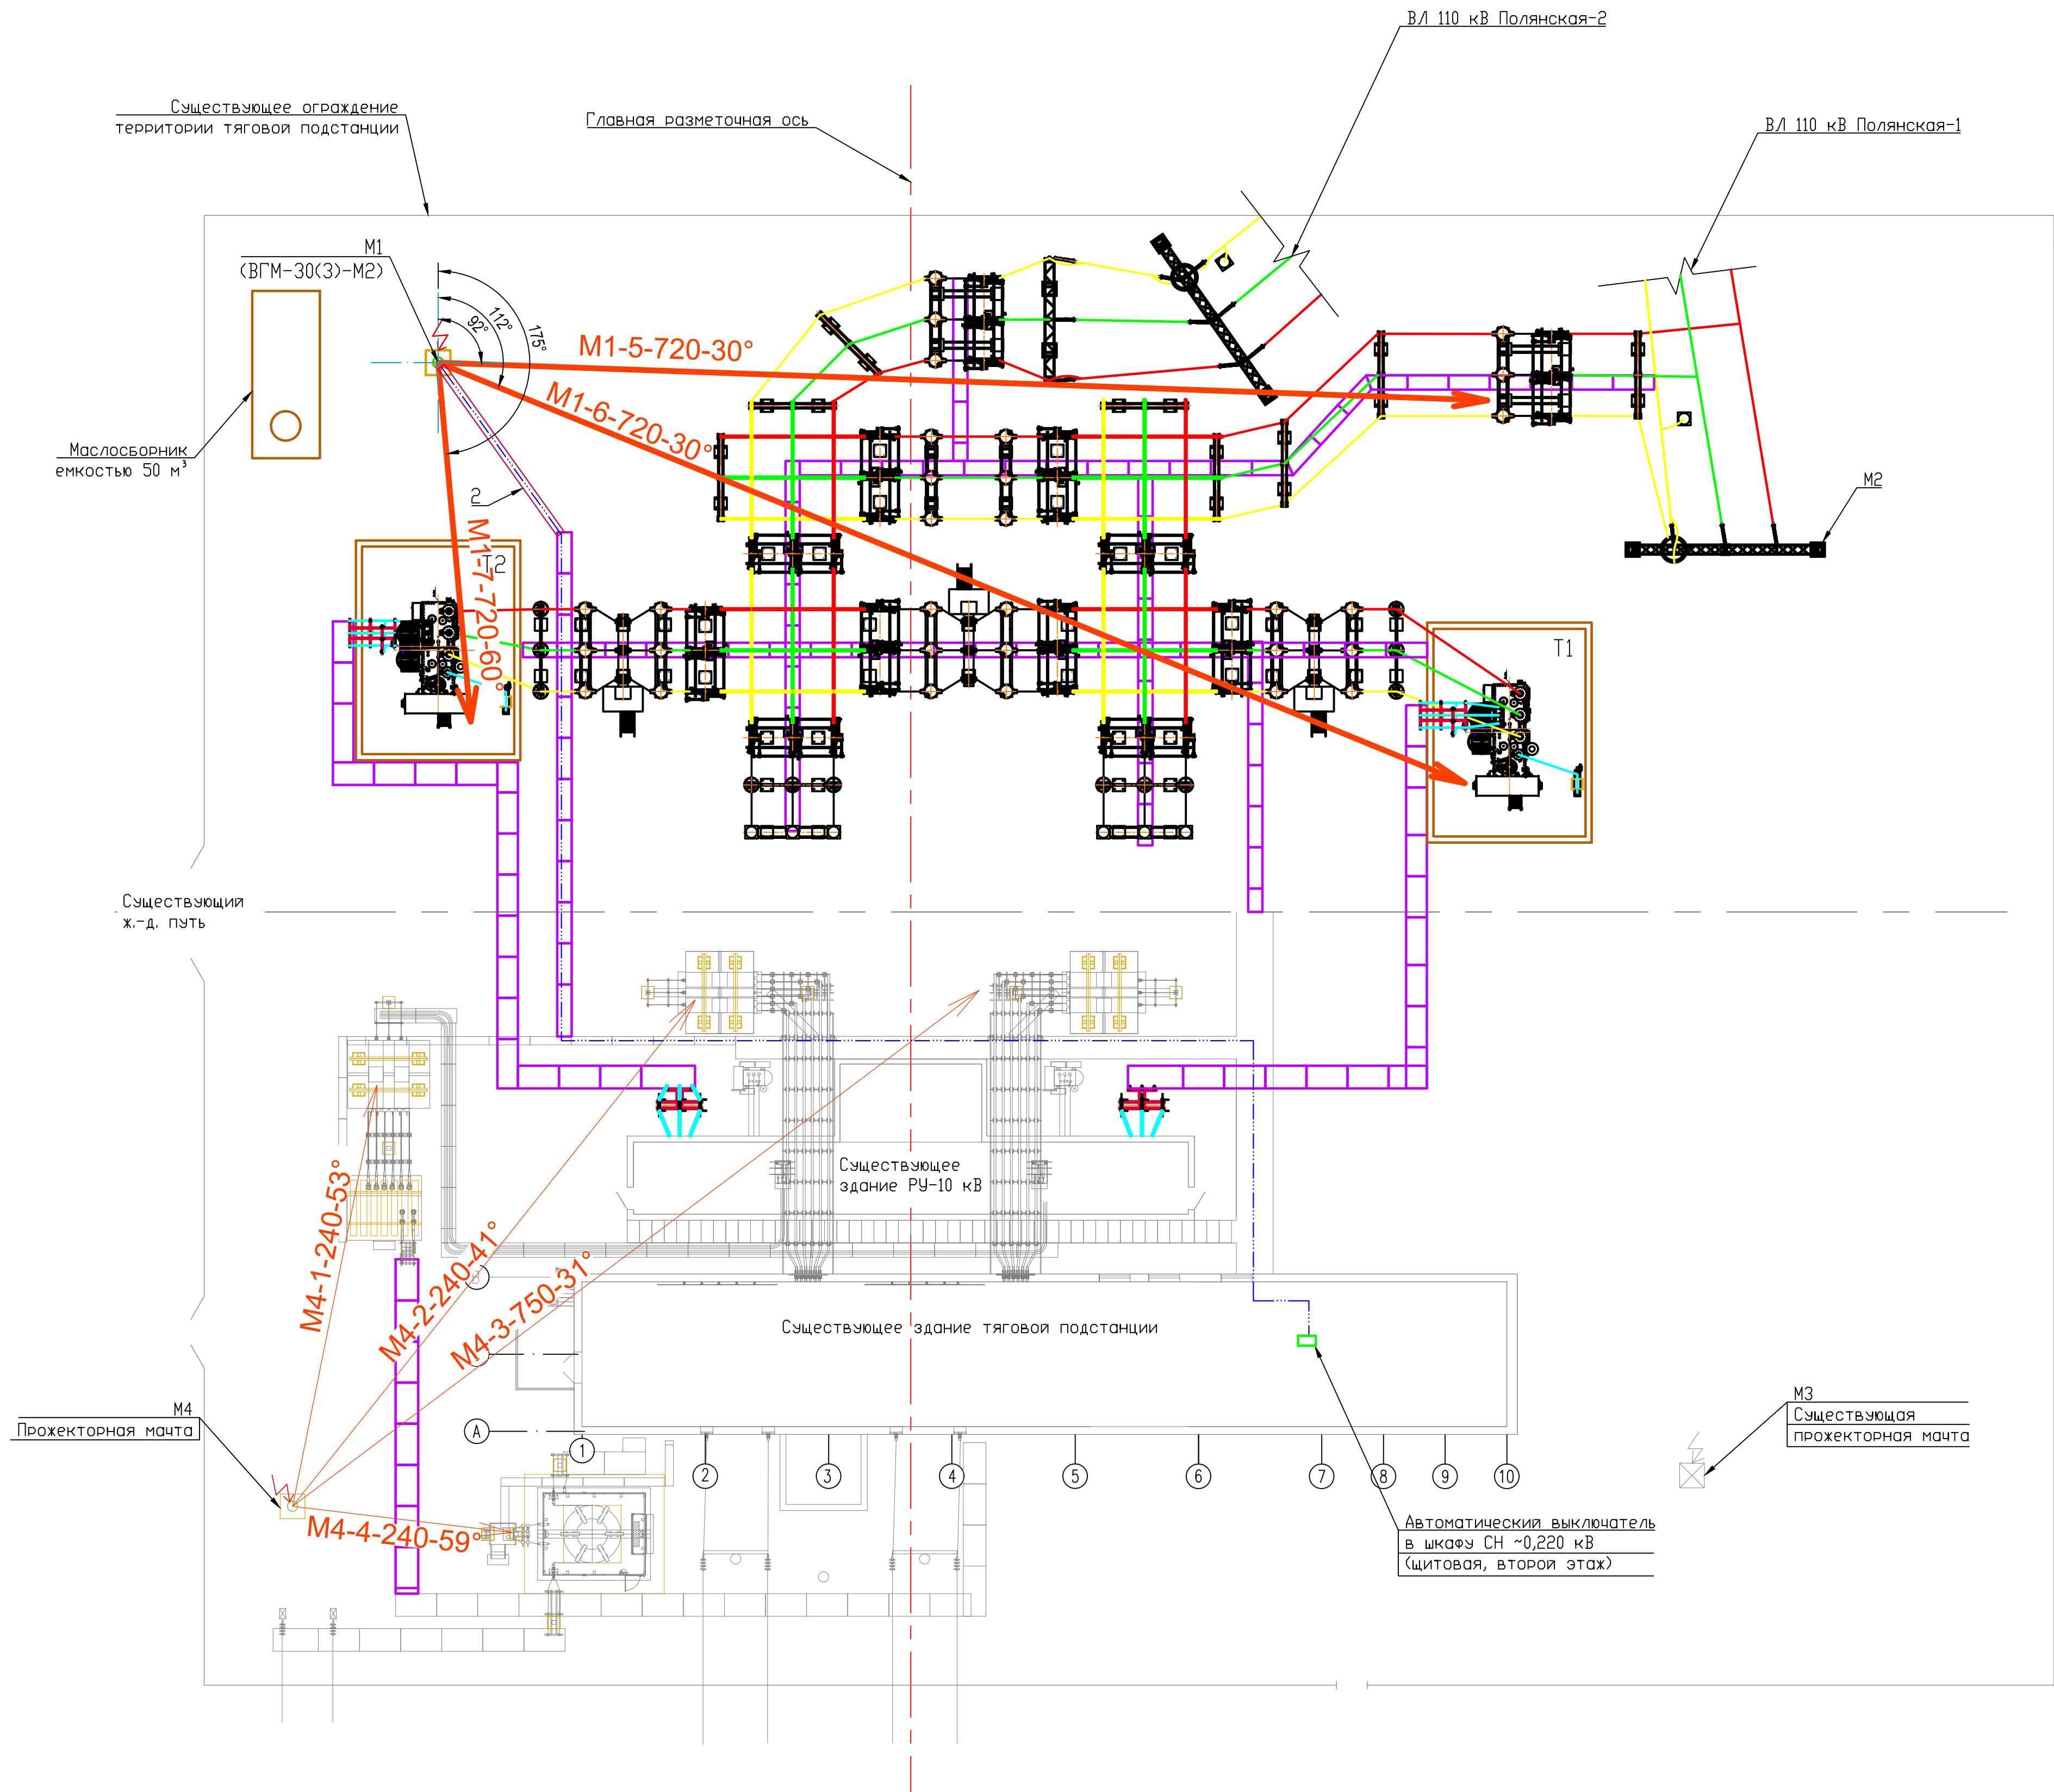 ВЛ 110 кВ Полянская-2
Существующее ограждение
территории тяговой подстанции
Главная разметочная ось
ВЛ 110 кВ Полянская-1
М1
(ВГМ-30(3)-М2)
92°
112°
175°
М1-5-720-30°
М1-6-720-30°
Маслосборник
емкостью 50 м³
2
М2
М1-7-720-60°
Т2
Т1
Существующий
ж.-д. путь
Существующее
здание РУ-10 кВ
М4-1-240-53°
М4-2-240-41°
М4-3-750-31°
Существующее здание тяговой подстанции
М4
Прожекторная мачта
М3
Существующая
прожекторная мачта
А
1
2
3
4
5
6
7
8
9
10
М4-4-240-59°
Автоматический выключатель
в шкафу СН ~0,220 кВ
(щитовая, второй этаж)